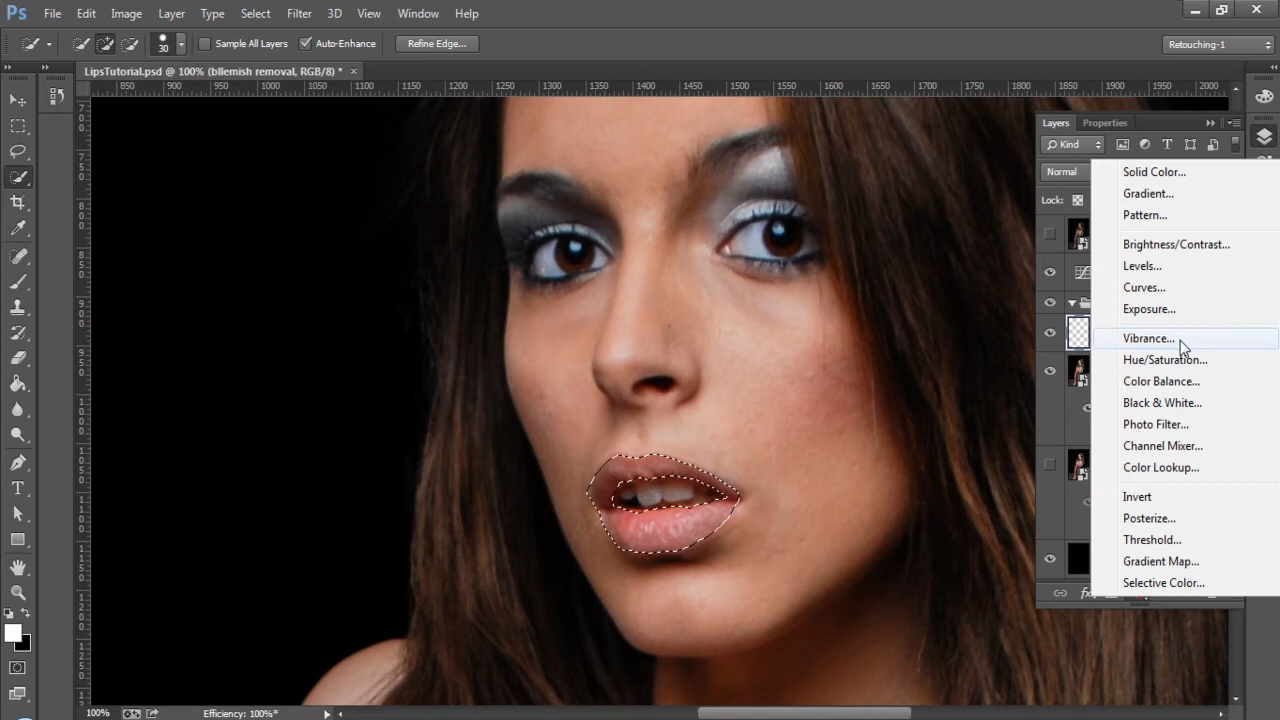 Ps File Edit Image Layer Type Select Filter 3D View Window Help
30 Sample All Layers Auto-Enhance Refine Edge... Retouching-1
LipsTutorial.psd @ 100% (bllemish removal, RGB/8) * ×
850 900 950 1000 1050 1100 1150 1200 1250 1300 1350 1400 1450 1500 1550 1600 1650 1700 1750 1800 1850 1900 1950 2000
Layers Properties
Kind
Normal
Lock:
Solid Color...
Gradient...
Pattern...
Brightness/Contrast...
Levels...
Curves...
Exposure...
Vibrance...
Hue/Saturation...
Color Balance...
Black & White...
Photo Filter...
Channel Mixer...
Color Lookup...
Invert
Posterize...
Threshold...
Gradient Map...
Selective Color...
100% Efficiency: 100%*